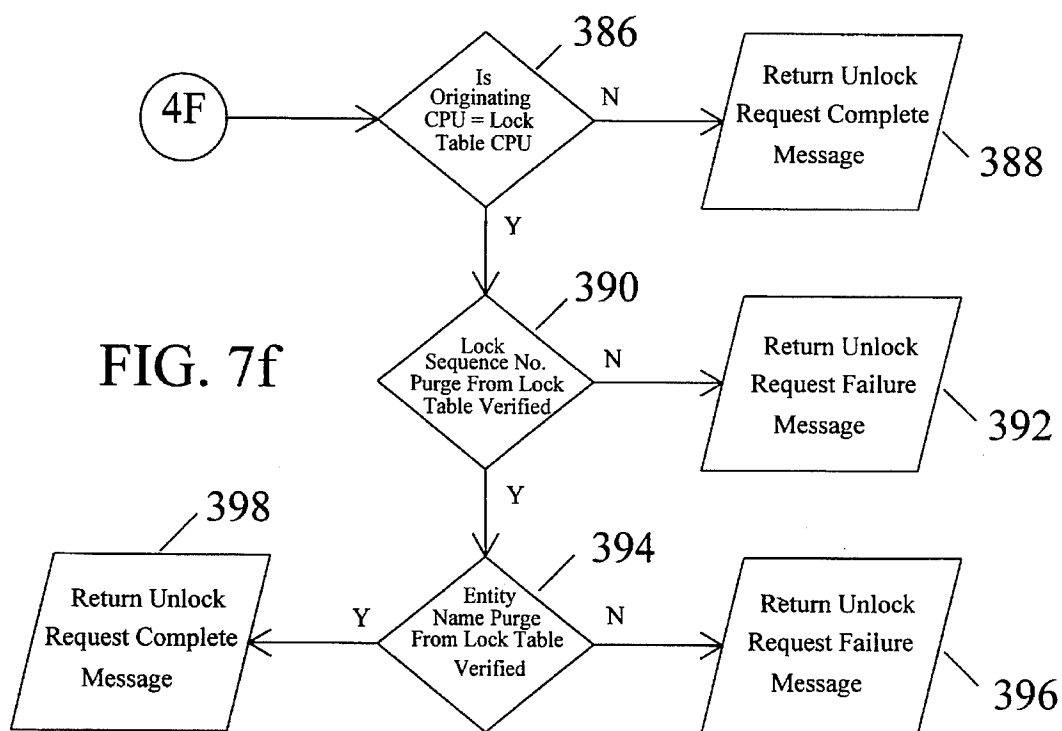 386
4F
Is
Originating
CPU = Lock
Table CPU
N
Return Unlock
Request Complete
Message
388
Y
390
FIG. 7f
Lock
Sequence No.
Purge From Lock
Table Verified
N
Return Unlock
Request Failure
Message
392
Y
398
394
Return Unlock
Request Complete
Message
Y
Entity
Name Purge
From Lock Table
Verified
N
Return Unlock
Request Failure
Message
396